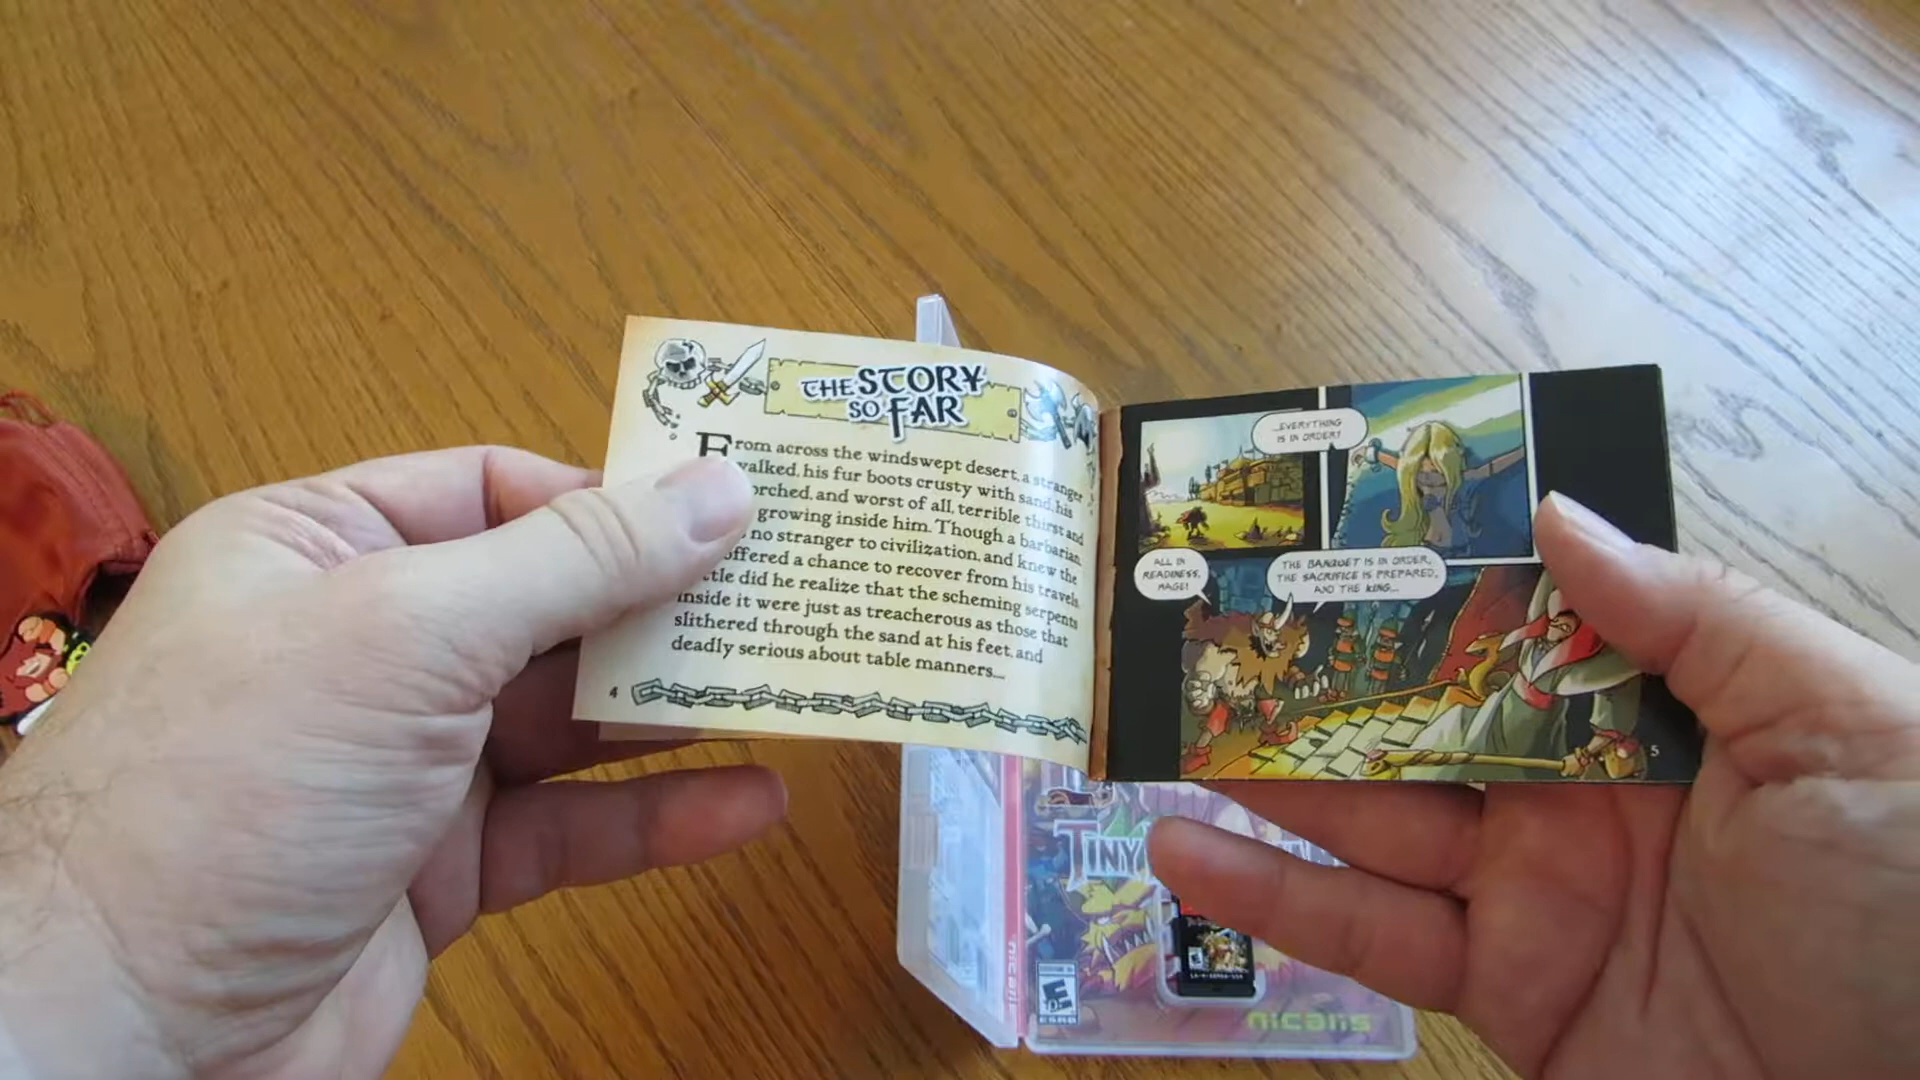 THE STORY
SO FAR
From across the windswept desert, a stranger
walked, his fur boots crusty with sand, his
orched, and worst of all, terrible thirst and
growing inside him. Though a barbarian,
no stranger to civilization, and knew the
offered a chance to recover from his travels.
ttle did he realize that the scheming serpents
inside it were just as treacherous as those that
slithered through the sand at his feet, and
deadly serious about table manners...
4
...EVERYTHING
IS IN ORDER?
ALL IN
READINESS,
MAGE!
THE BANQUET IS IN ORDER,
THE SACRIFICE IS PREPARED,
AND THE KING...
5
TINY
E
ESRB
nicalis
nicalis